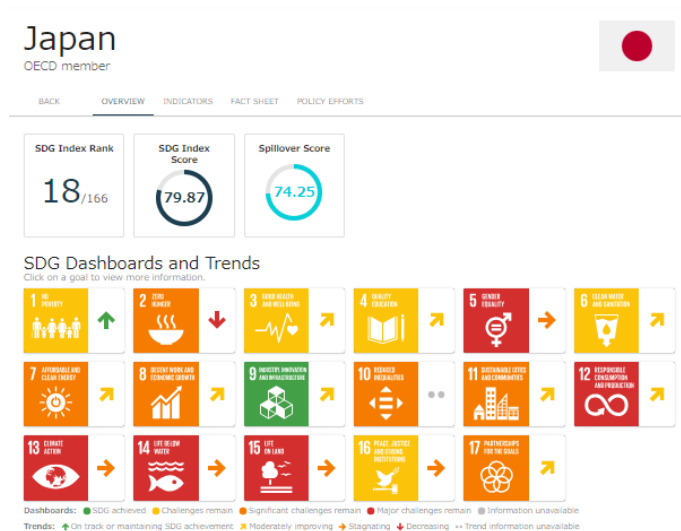 Japan
OECD member
BACK OVERVIEW INDICATORS FACT SHEET POLICY EFFORTS
SDG Index Rank
18/166
SDG Index
Score
79.87
Spillover Score
74.25
SDG Dashboards and Trends
Click on a goal to view more information.
1 NO
POVERTY
2 ZERO
HUNGER
3 GOOD HEALTH
AND WELL-BEING
4 QUALITY
EDUCATION
5 GENDER
EQUALITY
6 CLEAN WATER
AND SANITATION
7 AFFORDABLE AND
CLEAN ENERGY
8 DECENT WORK AND
ECONOMIC GROWTH
9 INDUSTRY, INNOVATION
AND INFRASTRUCTURE
10 REDUCED
INEQUALITIES
11 SUSTAINABLE CITIES
AND COMMUNITIES
12 RESPONSIBLE
CONSUMPTION
AND PRODUCTION
13 CLIMATE
ACTION
14 LIFE BELOW
WATER
15 LIFE
ON LAND
16 PEACE, JUSTICE
AND STRONG
INSTITUTIONS
17 PARTNERSHIPS
FOR THE GOALS
Dashboards: SDG achieved Challenges remain Significant challenges remain Major challenges remain Information unavailable
Trends: On track or maintaining SDG achievement Moderately improving Stagnating Decreasing Trend information unavailable